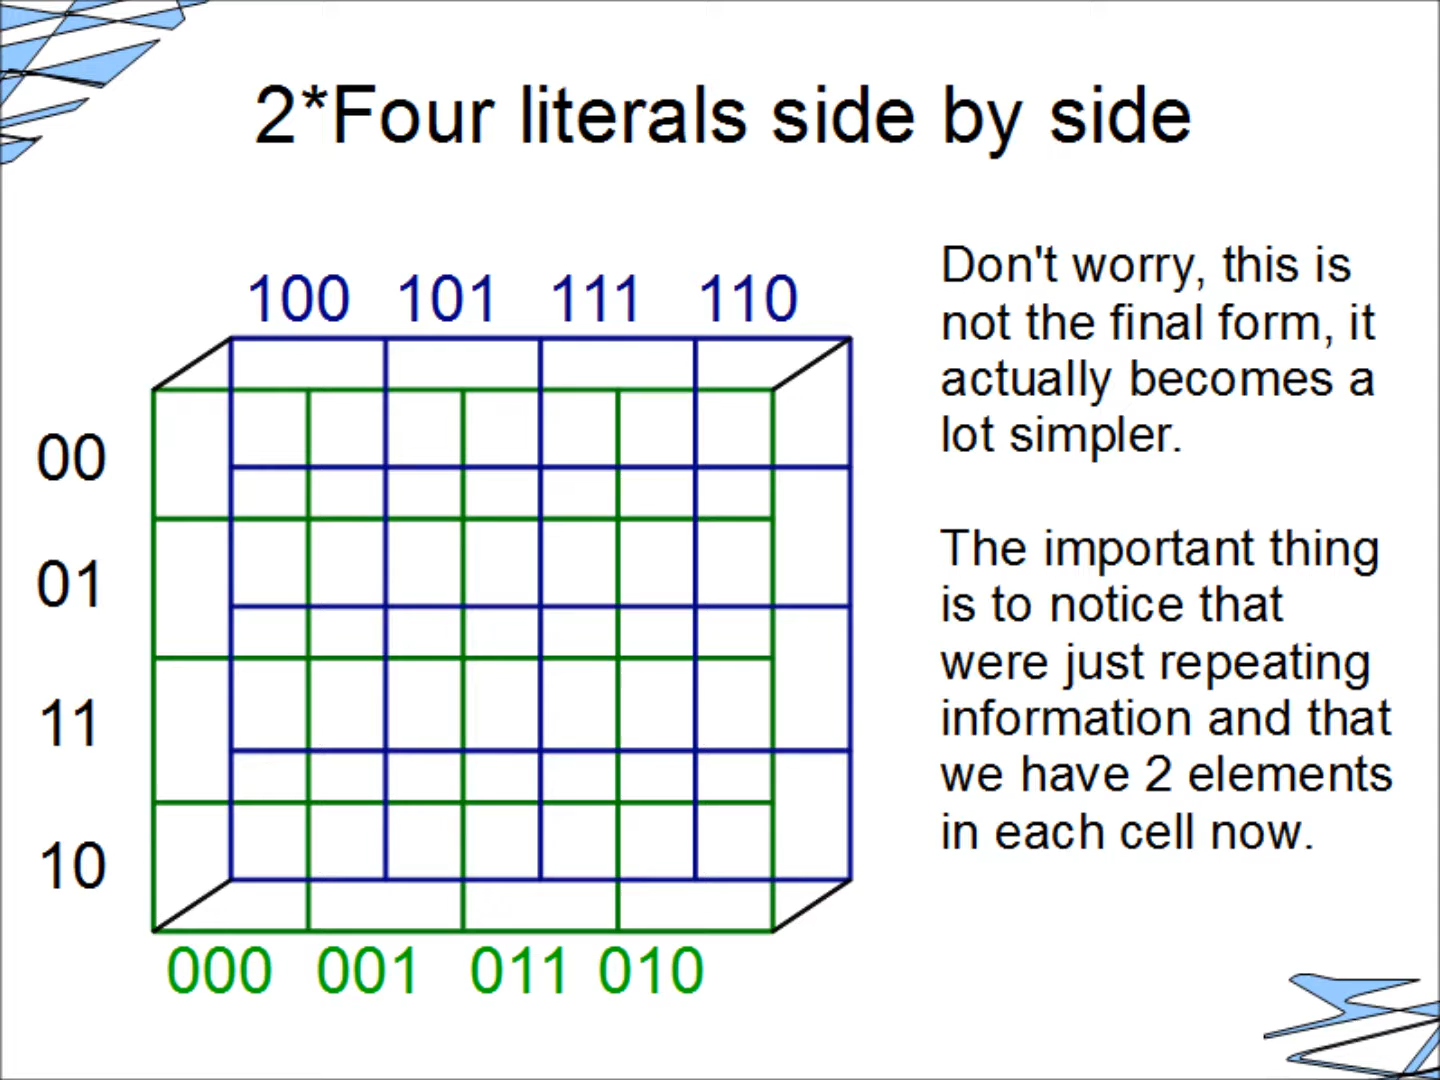 2*Four literals side by side
100 101 111 110
00
01
11
10
000 001 011 010
Don't worry, this is
not the final form, it
actually becomes a
lot simpler.
The important thing
is to notice that
were just repeating
information and that
we have 2 elements
in each cell now.